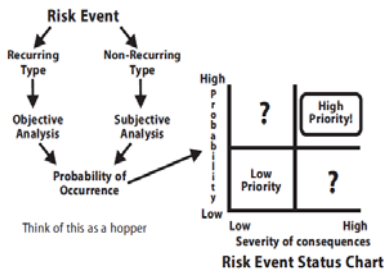 Risk Event
Recurring
Type
Non-Recurring
Type
Objective
Analysis
Subjective
Analysis
Probability of
Occurrence
Think of this as a hopper
High
Probability
Low
?
High
Priority!
Low
Priority
?
Low
High
Severity of consequences
Risk Event Status Chart